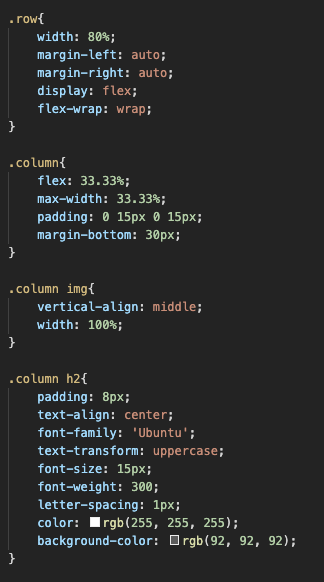 .row{
    width: 80%;
    margin-left: auto;
    margin-right: auto;
    display: flex;
    flex-wrap: wrap;
}

.column{
    flex: 33.33%;
    max-width: 33.33%;
    padding: 0 15px 0 15px;
    margin-bottom: 30px;
}

.column img{
    vertical-align: middle;
    width: 100%;
}

.column h2{
    padding: 8px;
    text-align: center;
    font-family: 'Ubuntu';
    text-transform: uppercase;
    font-size: 15px;
    font-weight: 300;
    letter-spacing: 1px;
    color: rgb(255, 255, 255);
    background-color: rgb(92, 92, 92);
}